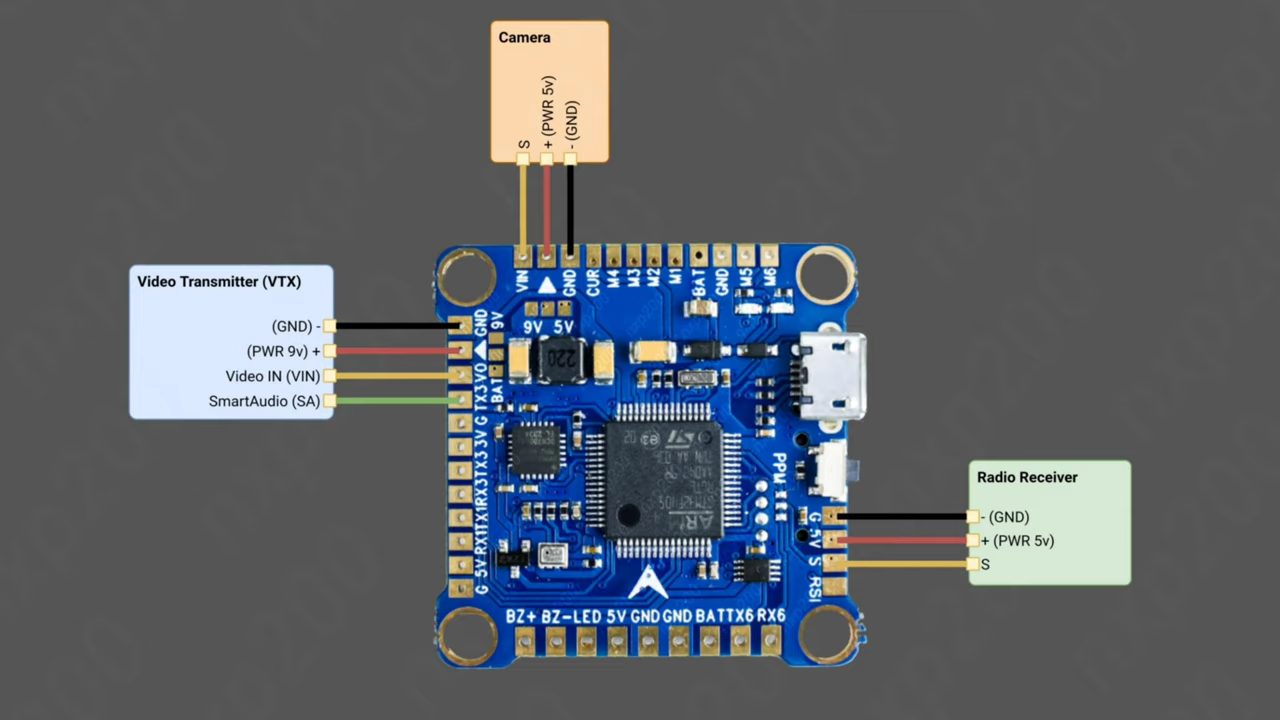 Camera
S
+ (PWR 5v)
- (GND)
VIN
GND
CUR
M4
M3
M2
M1
BAT
GND
M5
M6
9V 5V
Video Transmitter (VTX)
(GND) -
(PWR 9v) +
Video IN (VIN)
SmartAudio (SA)
GND
VO
TX3
G
3V
TX3
RX3
TX1
RX1
5V
G
9V
BAT
220
ARM
PPM
G
5V
S
RSI
Radio Receiver
- (GND)
+ (PWR 5v)
S
BZ+ BZ- LED 5V GND GND BAT TX6 RX6